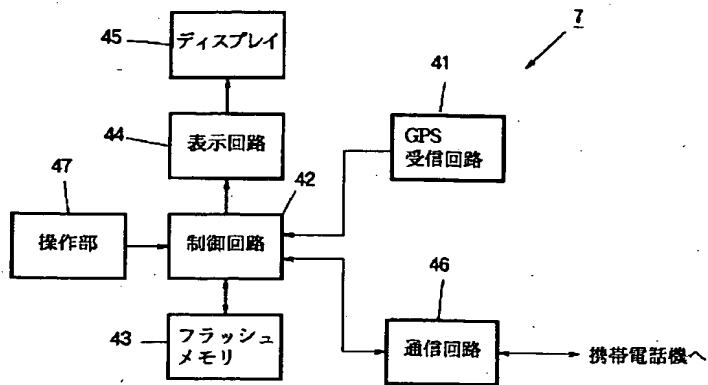 7
45
ディスプレイ
41
GPS
受信回路
44
表示回路
47
42
操作部
制御回路
46
43
フラッシュ
メモリ
通信回路
携帯電話機へ